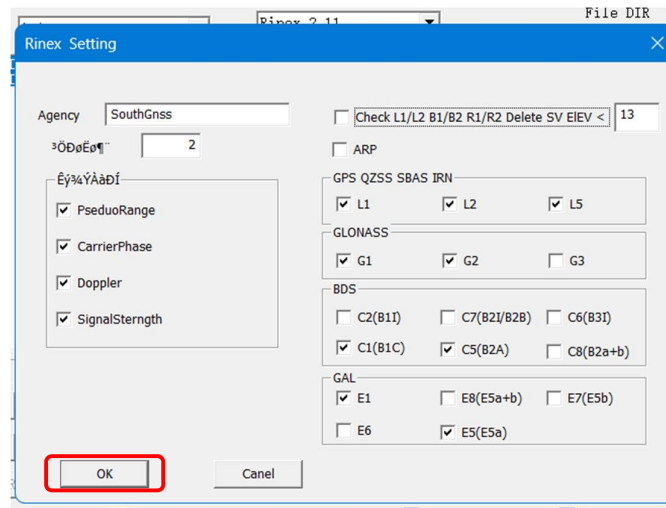 File DIR
Rinex 2.11
Rinex Setting
Agency SouthGnss
Check L1/L2 B1/B2 R1/R2 Delete SV ElEV < 13
³ÖÐøËø¶¨ 2
ARP
Êý¾ÝÀàÐÍ
PseduoRange
CarrierPhase
Doppler
SignalSterngth
GPS QZSS SBAS IRN
L1 L2 L5
GLONASS
G1 G2 G3
BDS
C2(B1I) C7(B2I/B2B) C6(B3I)
C1(B1C) C5(B2A) C8(B2a+b)
GAL
E1 E8(E5a+b) E7(E5b)
E6 E5(E5a)
OK Canel